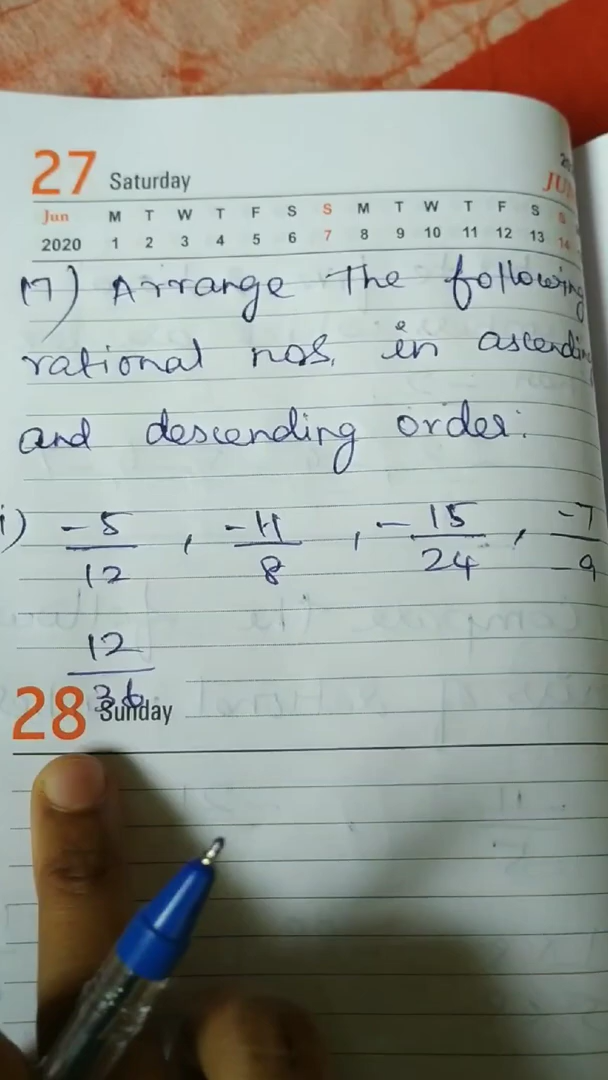 27 Saturday
JU
Jun M T W T F S S M T W T F S S
2020 1 2 3 4 5 6 7 8 9 10 11 12 13 14
17) Arrange the following
rational nos. in ascendin
and descending order:
i) -5/12, -11/8, -15/24, -7/-9
12/36
28 Sunday